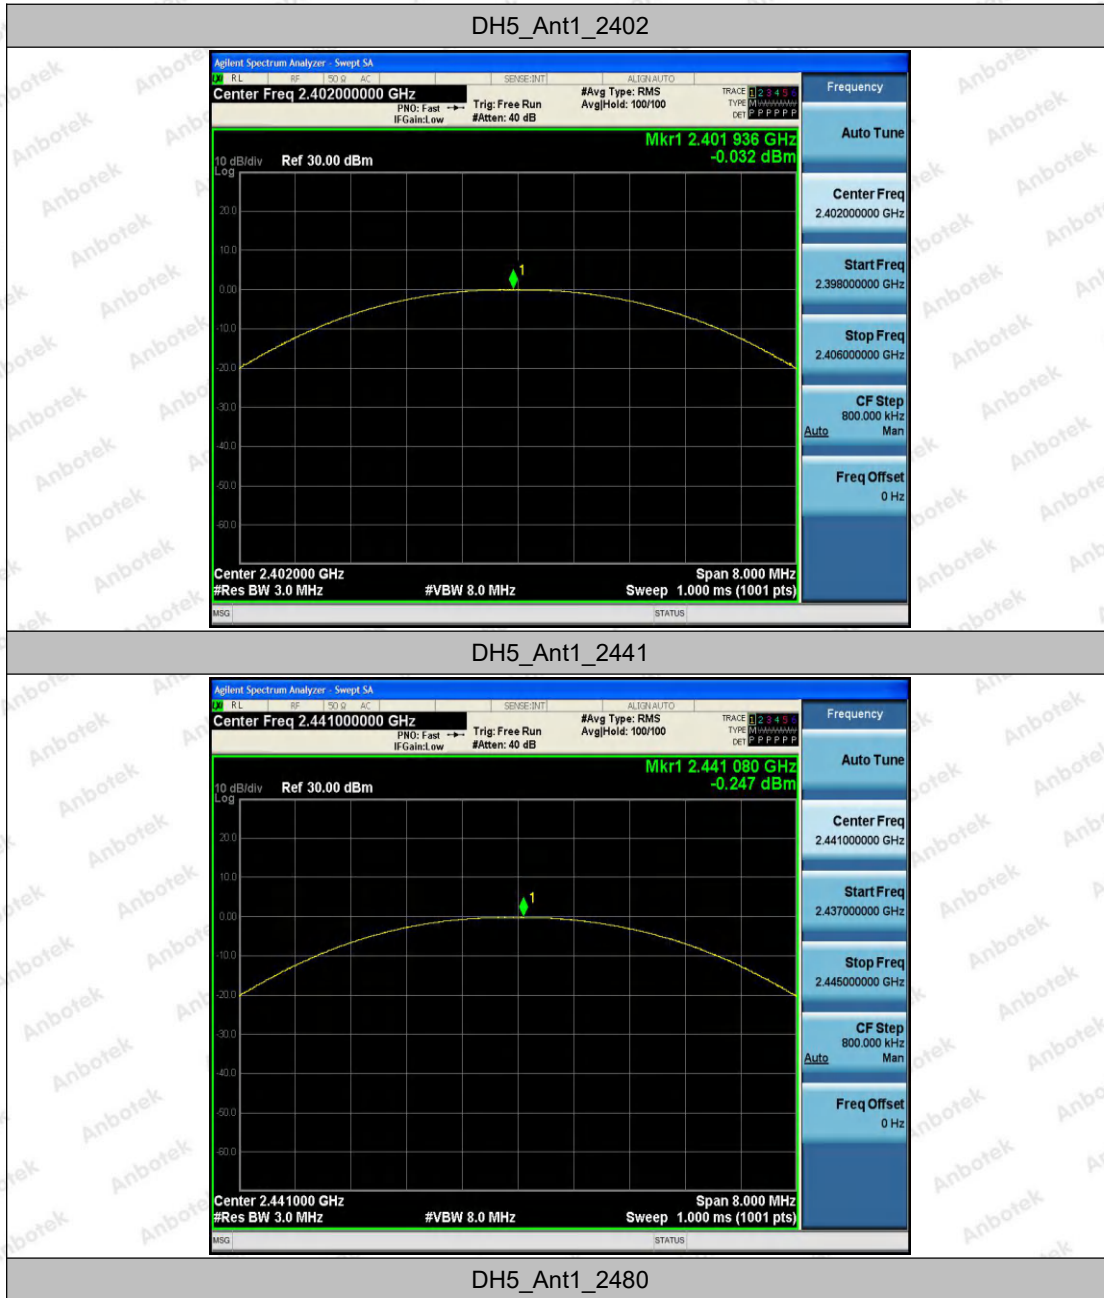 DH5_Ant1_2402
Agilent Spectrum Analyzer - Swept SA
RL RF 50 Ω AC SENSE:INT ALIGN AUTO
Center Freq 2.402000000 GHz
PNO: Fast
IFGain:Low
Trig: Free Run
#Atten: 40 dB
#Avg Type: RMS
Avg|Hold: 100/100
TRACE 1 2 3 4 5 6
TYPE M
DET P P P P P P
Mkr1 2.401 936 GHz
-0.032 dBm
10 dB/div Ref 30.00 dBm
Log
20.0
10.0
0.00
-10.0
-20.0
-30.0
-40.0
-50.0
-60.0
1
Center 2.402000 GHz Span 8.000 MHz
#Res BW 3.0 MHz #VBW 8.0 MHz Sweep 1.000 ms (1001 pts)
MSG STATUS
Frequency
Auto Tune
Center Freq
2.402000000 GHz
Start Freq
2.398000000 GHz
Stop Freq
2.406000000 GHz
CF Step
800.000 kHz
Auto Man
Freq Offset
0 Hz
DH5_Ant1_2441
Agilent Spectrum Analyzer - Swept SA
RL RF 50 Ω AC SENSE:INT ALIGN AUTO
Center Freq 2.441000000 GHz
PNO: Fast
IFGain:Low
Trig: Free Run
#Atten: 40 dB
#Avg Type: RMS
Avg|Hold: 100/100
TRACE 1 2 3 4 5 6
TYPE M
DET P P P P P P
Mkr1 2.441 080 GHz
-0.247 dBm
10 dB/div Ref 30.00 dBm
Log
20.0
10.0
0.00
-10.0
-20.0
-30.0
-40.0
-50.0
-60.0
1
Center 2.441000 GHz Span 8.000 MHz
#Res BW 3.0 MHz #VBW 8.0 MHz Sweep 1.000 ms (1001 pts)
MSG STATUS
Frequency
Auto Tune
Center Freq
2.441000000 GHz
Start Freq
2.437000000 GHz
Stop Freq
2.445000000 GHz
CF Step
800.000 kHz
Auto Man
Freq Offset
0 Hz
DH5_Ant1_2480
Anbotek